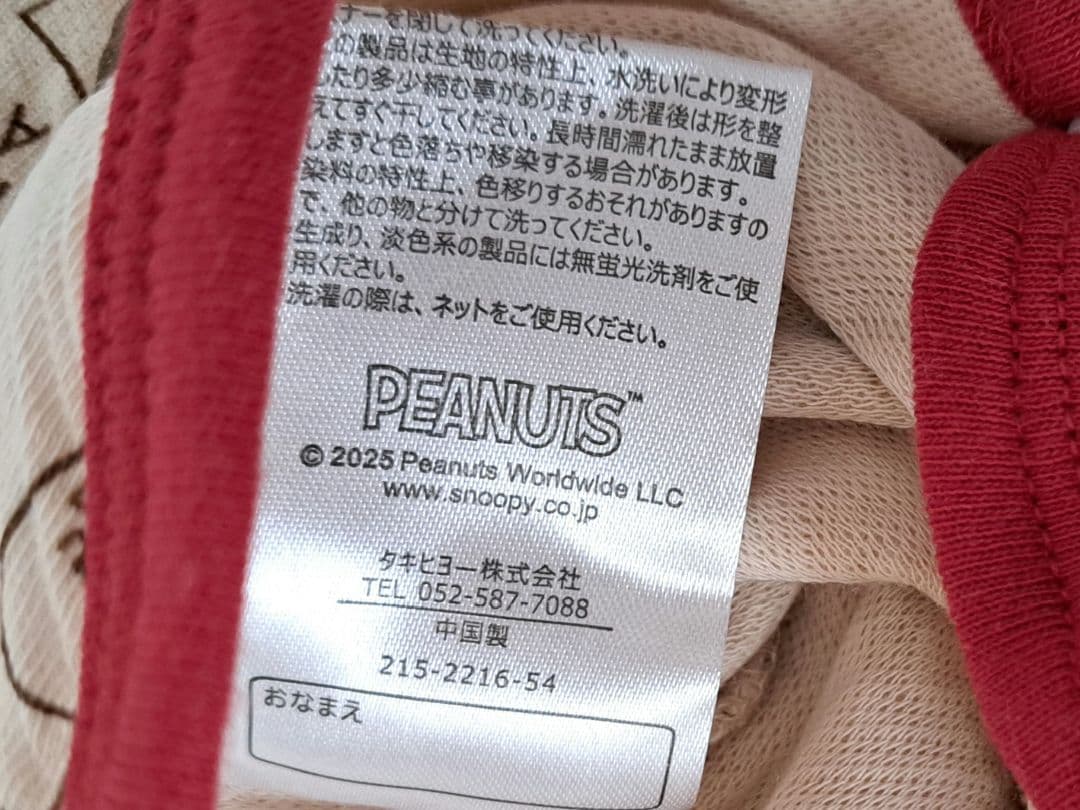 ナーを閉じて洗ってください。
の製品は生地の特性上、水洗いにより変形
したり多少縮む事があります。洗濯後は形を整
えてすぐ干してください。長時間濡れたまま放置
しますと色落ちや移染する場合があります。
染料の特性上、色移りするおそれがありますの
で、他の物と分けて洗ってください。
生成り、淡色系の製品には無蛍光洗剤をご使
用ください。
洗濯の際は、ネットをご使用ください。
PEANUTS™
© 2025 Peanuts Worldwide LLC
www.snoopy.co.jp
タキヒヨー株式会社
TEL 052-587-7088
中国製
215-2216-54
おなまえ